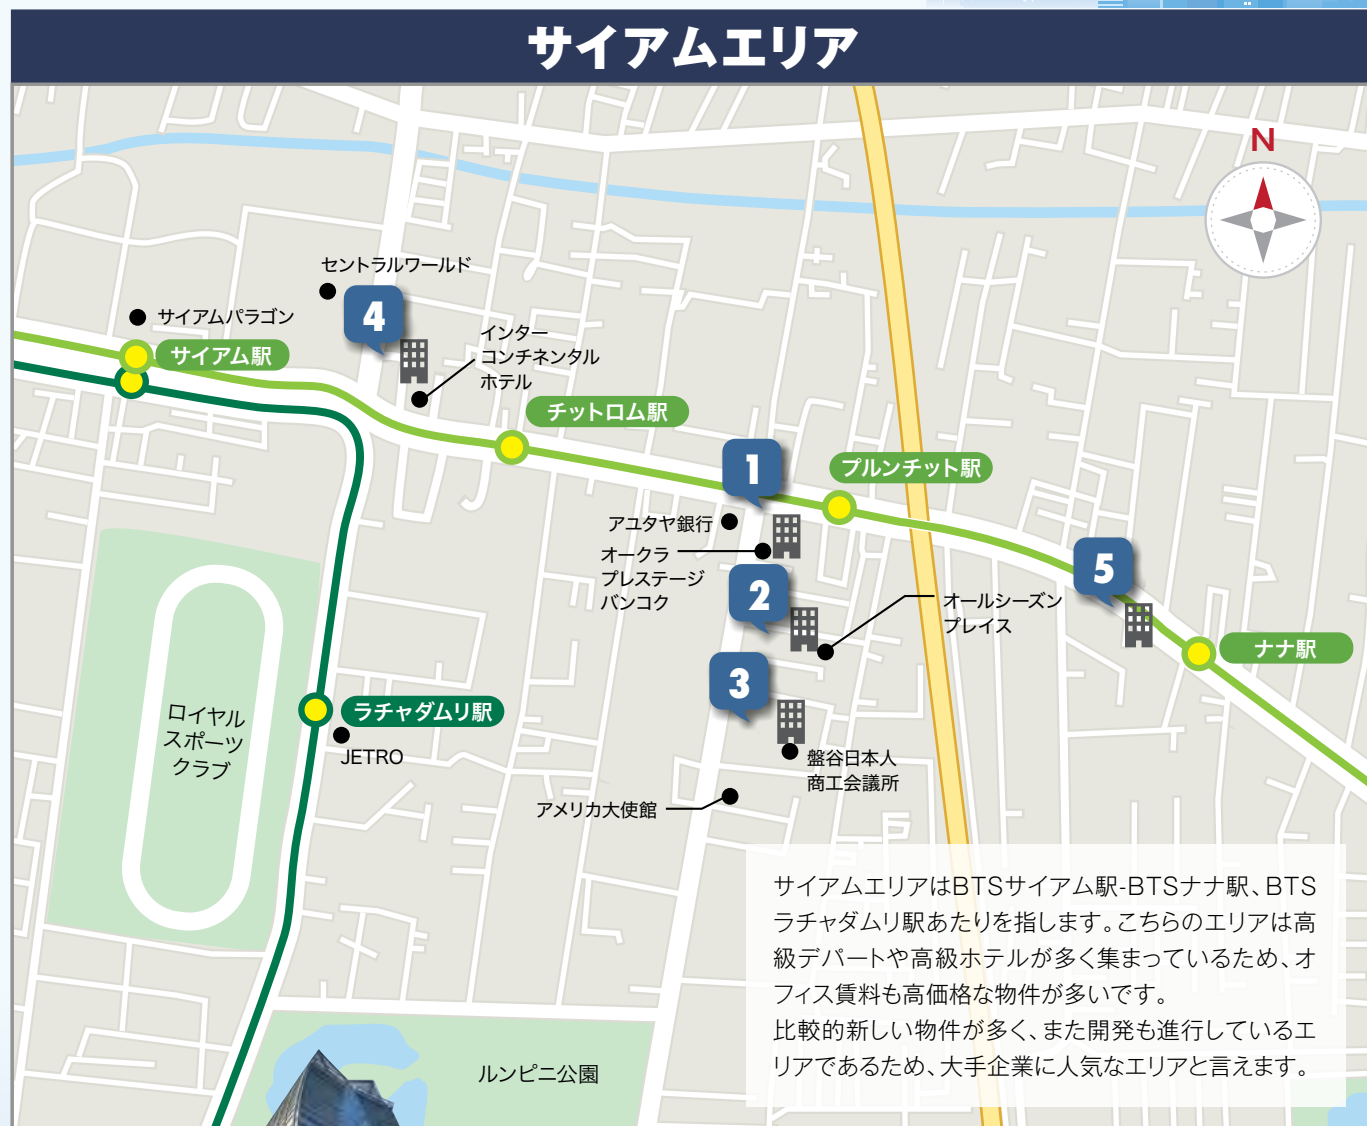 サイアムエリア
N
セントラルワールド
サイアムパラゴン
4
インター
コンチネンタル
ホテル
サイアム駅
チットロム駅
1
プルンチット駅
アユタヤ銀行
オークラ
プレステージ
バンコク
2
オールシーズン
プレイス
5
ナナ駅
3
ラチャダムリ駅
JETRO
ロイヤル
スポーツ
クラブ
盤谷日本人
商工会議所
アメリカ大使館
サイアムエリアはBTSサイアム駅-BTSナナ駅、BTS
ラチャダムリ駅あたりを指します。こちらのエリアは高
級デパートや高級ホテルが多く集まっているため、オ
フィス賃料も高価格な物件が多いです。
比較的新しい物件が多く、また開発も進行しているエ
リアであるため、大手企業に人気なエリアと言えます。
ルンピニ公園